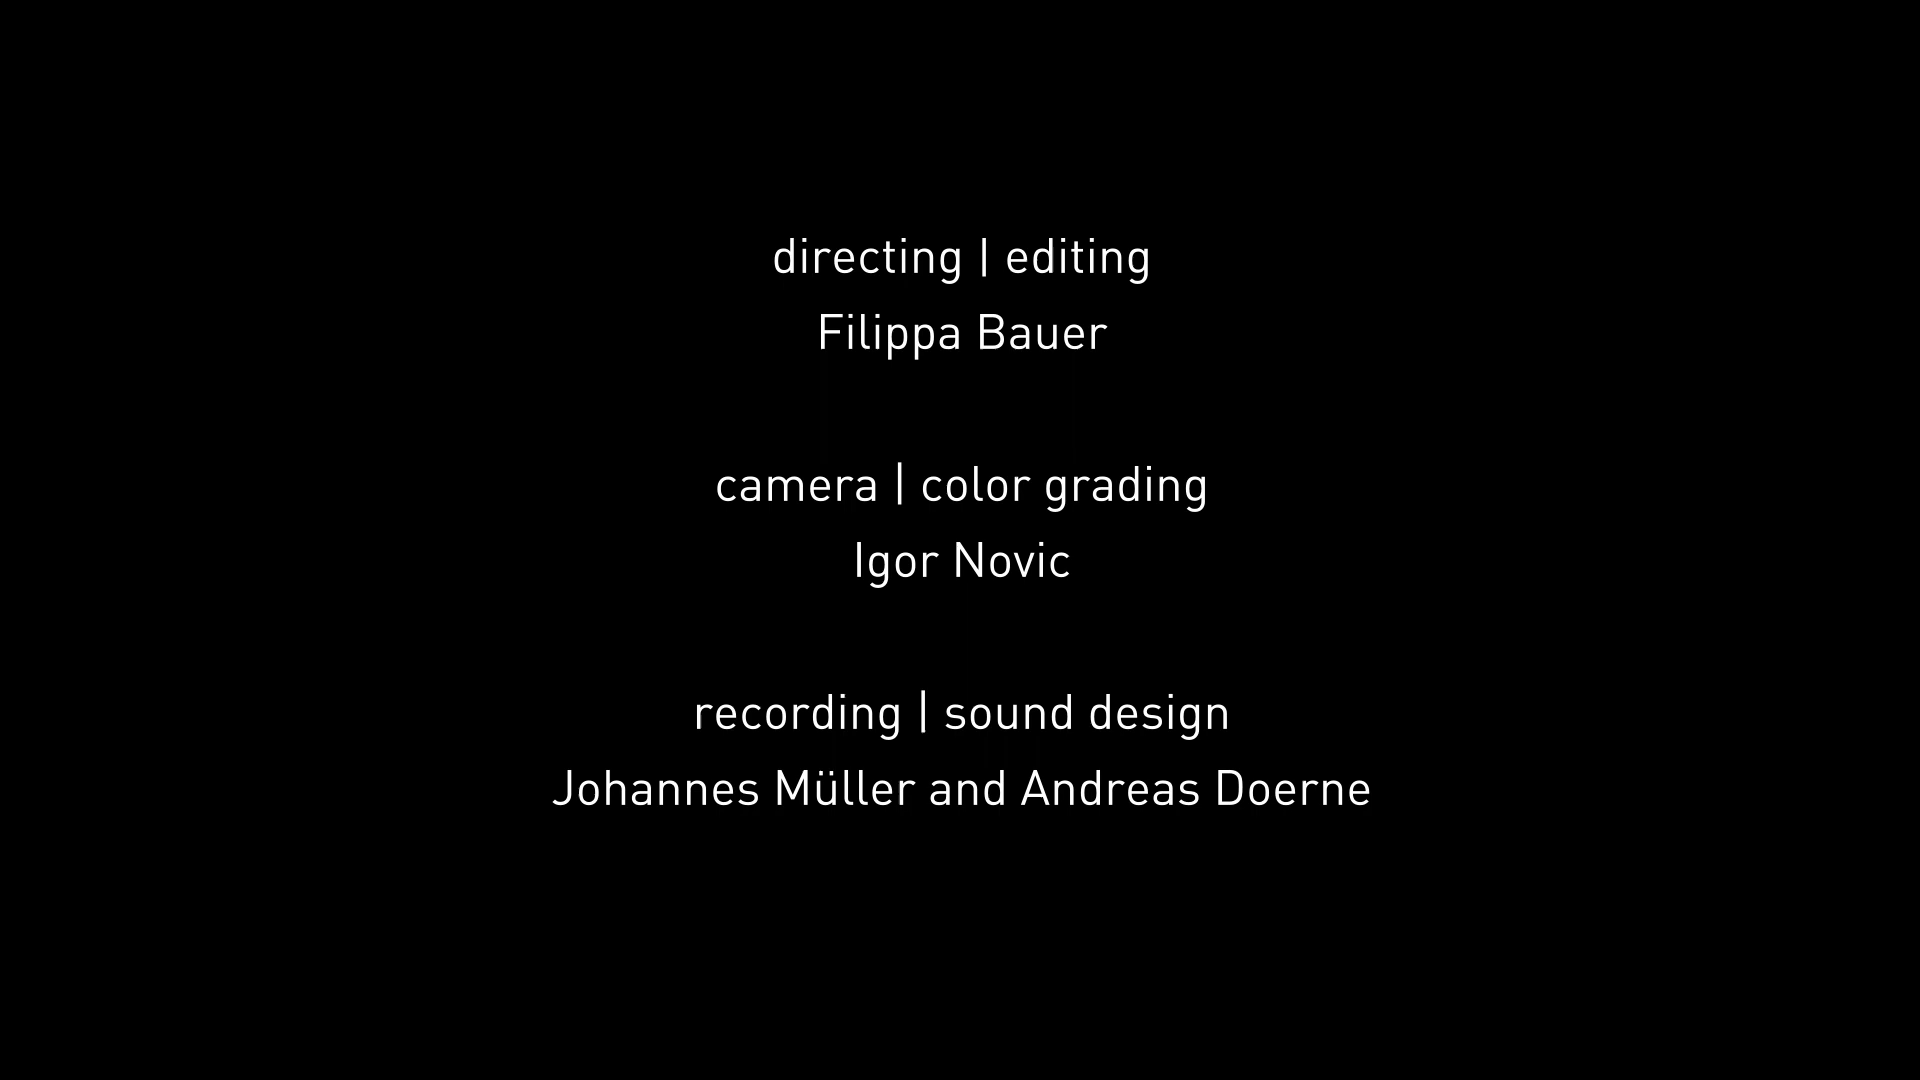 directing | editing
Filippa Bauer
camera | color grading
Igor Novic
recording | sound design
Johannes Müller and Andreas Doerne